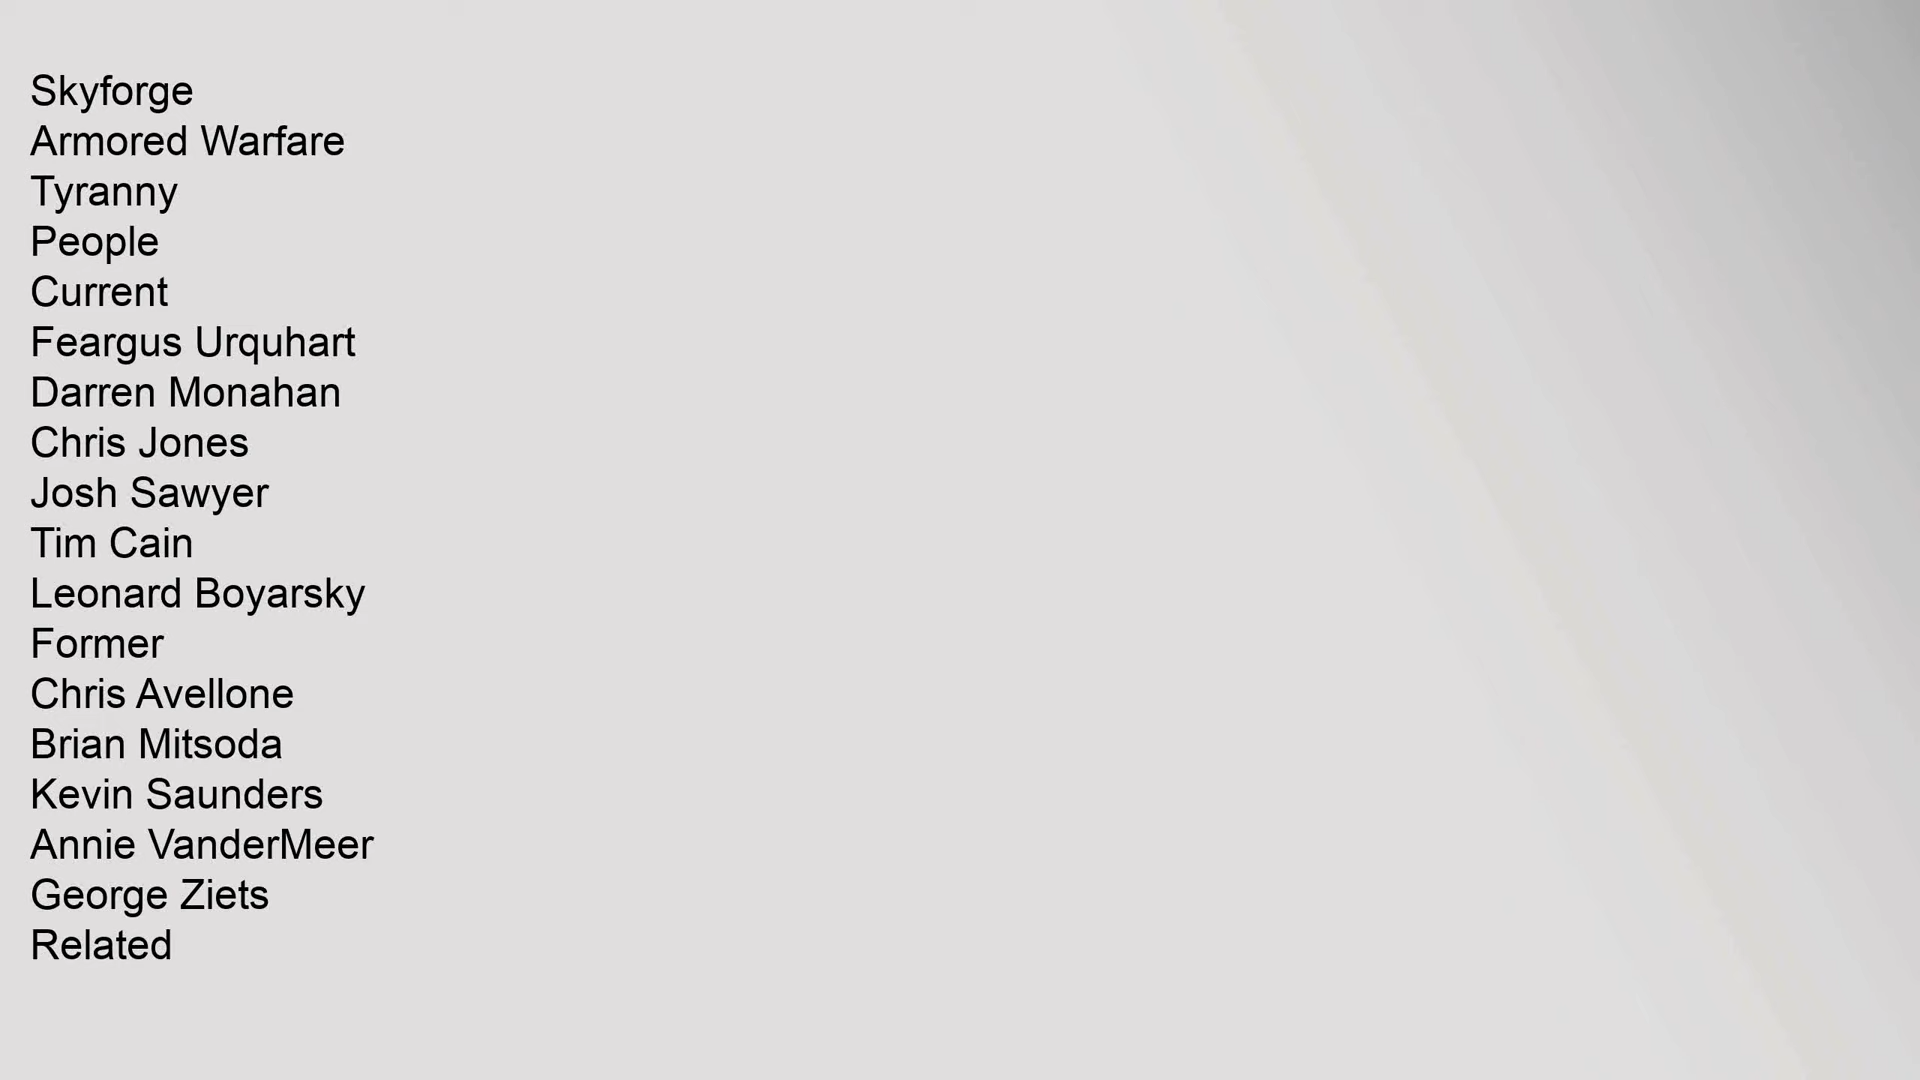 Skyforge
Armored Warfare
Tyranny
People
Current
Feargus Urquhart
Darren Monahan
Chris Jones
Josh Sawyer
Tim Cain
Leonard Boyarsky
Former
Chris Avellone
Brian Mitsoda
Kevin Saunders
Annie VanderMeer
George Ziets
Related